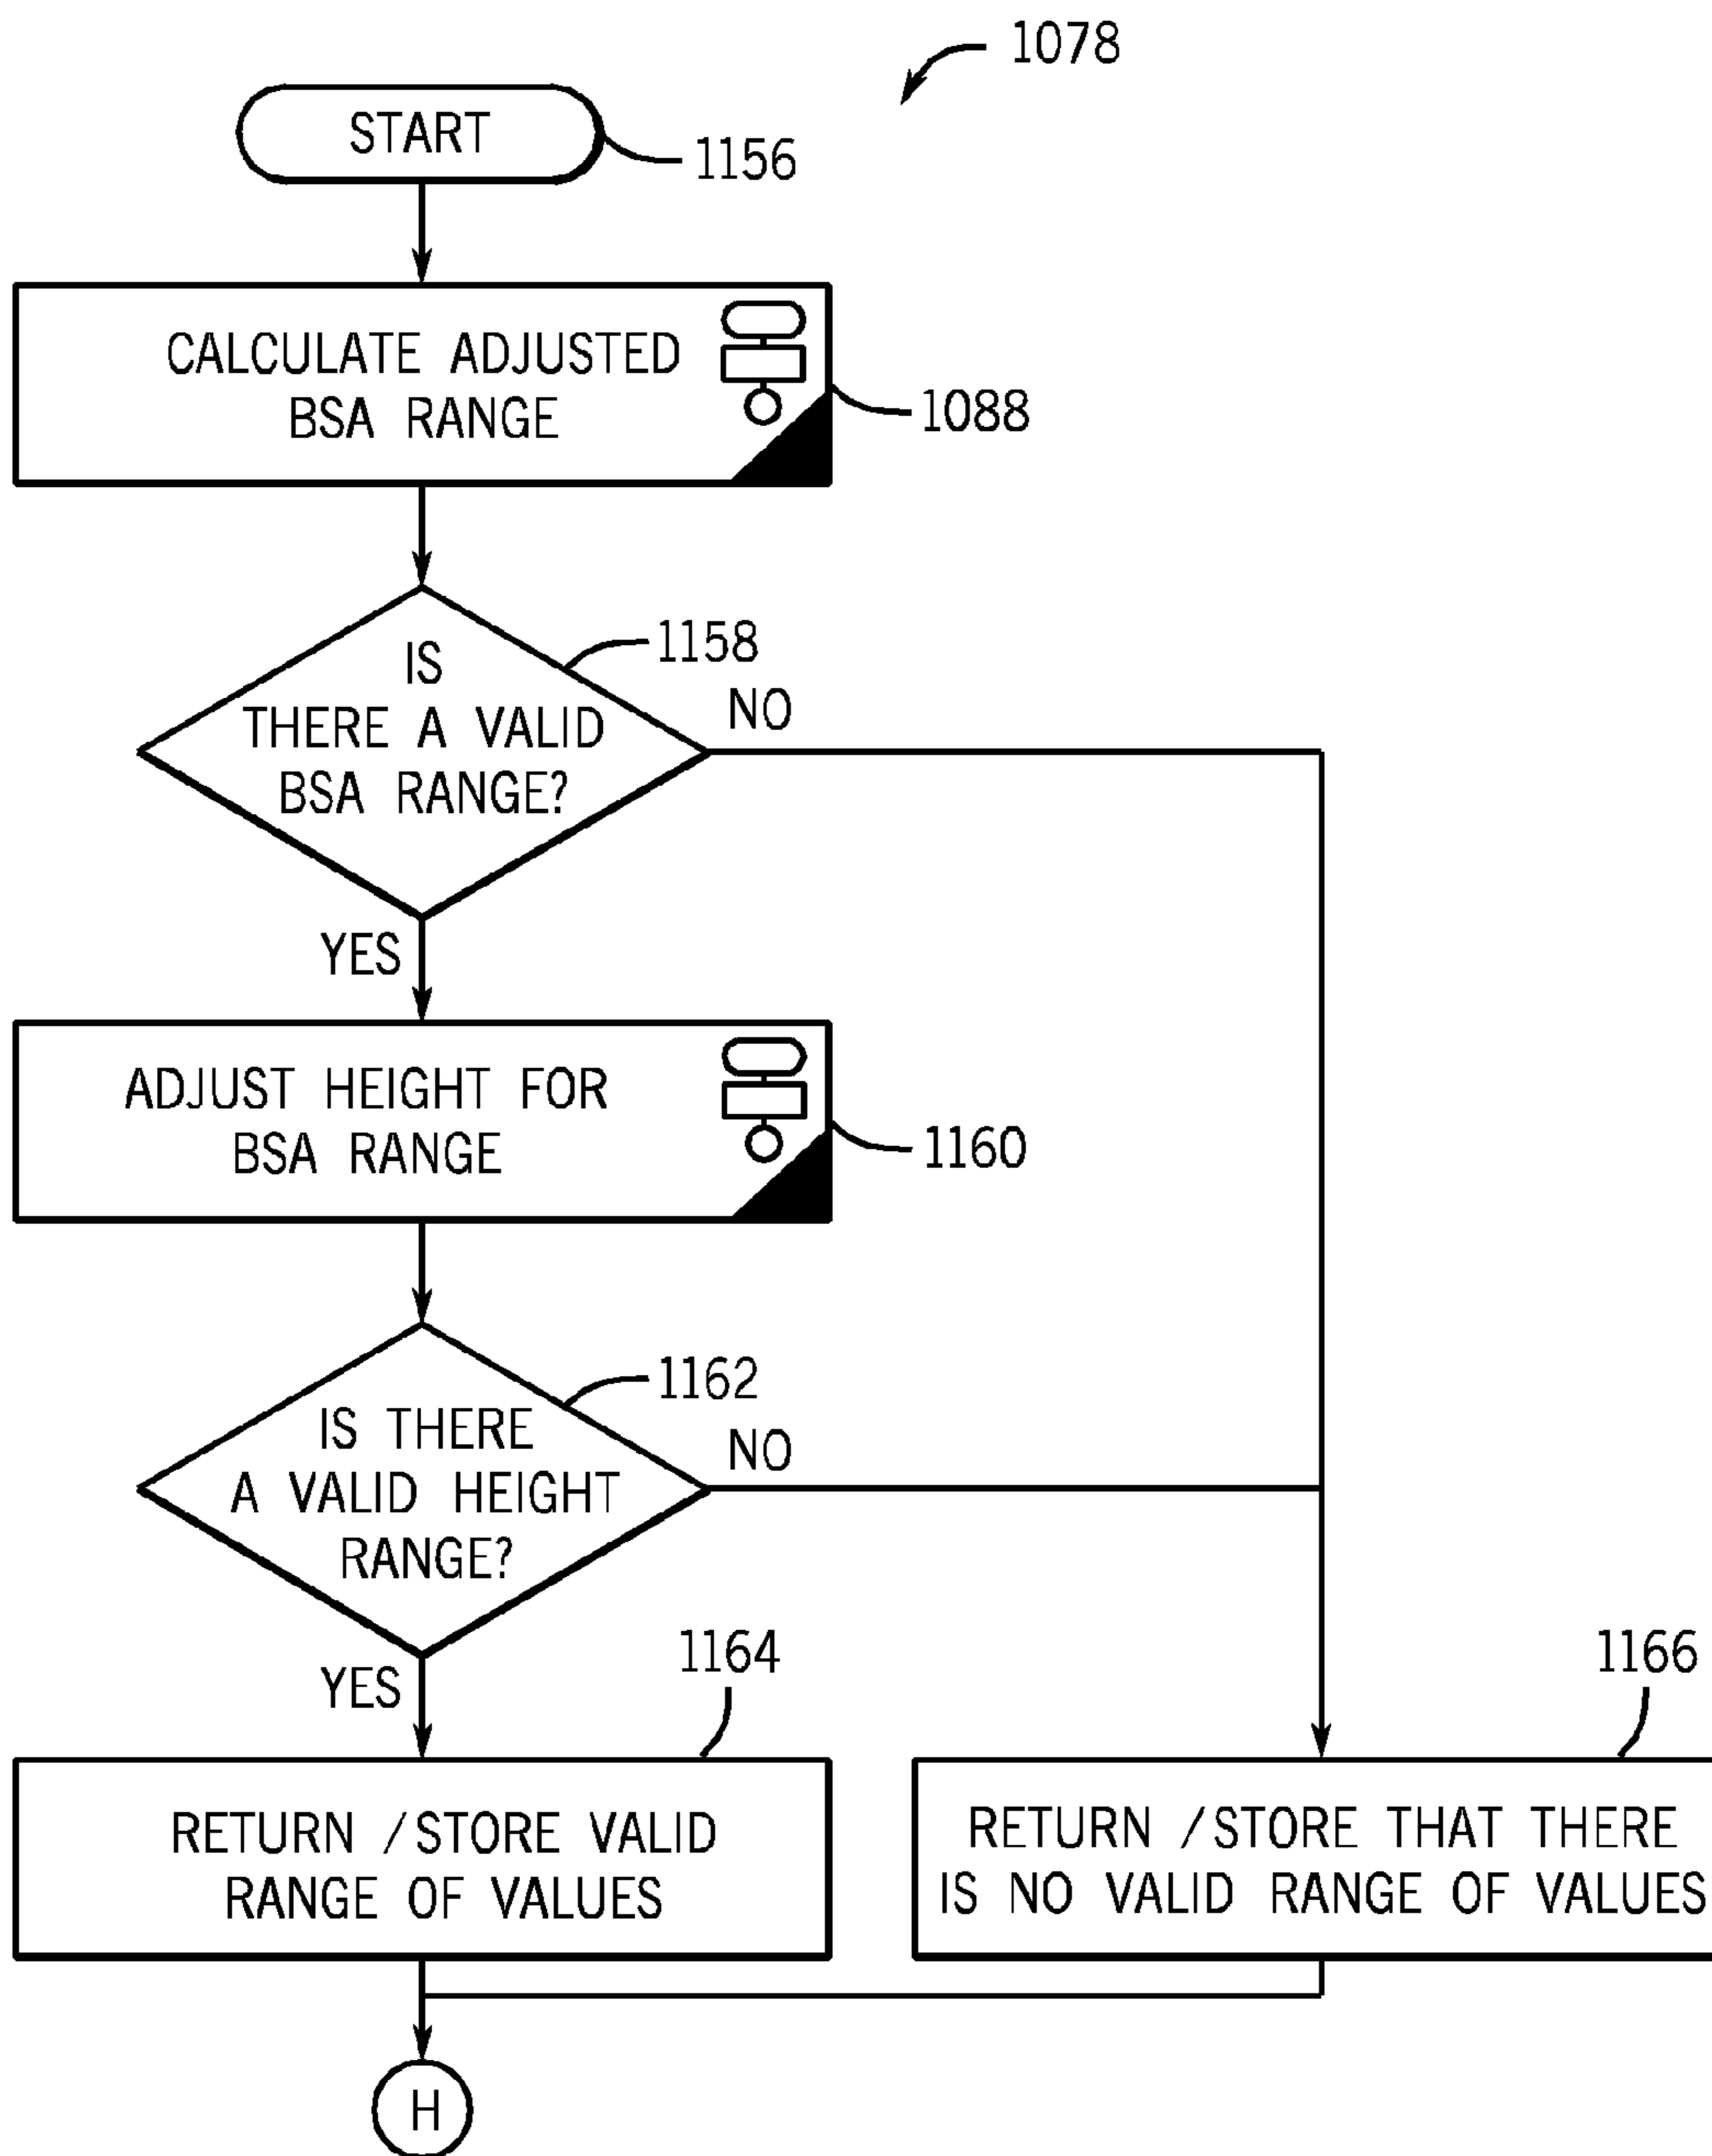 1078
START
1156
CALCULATE ADJUSTED
BSA RANGE
1088
IS
THERE A VALID
BSA RANGE?
1158
NO
YES
ADJUST HEIGHT FOR
BSA RANGE
1160
IS THERE
A VALID HEIGHT
RANGE?
1162
NO
YES
1164
RETURN /STORE VALID
RANGE OF VALUES
1166
RETURN /STORE THAT THERE
IS NO VALID RANGE OF VALUES
H